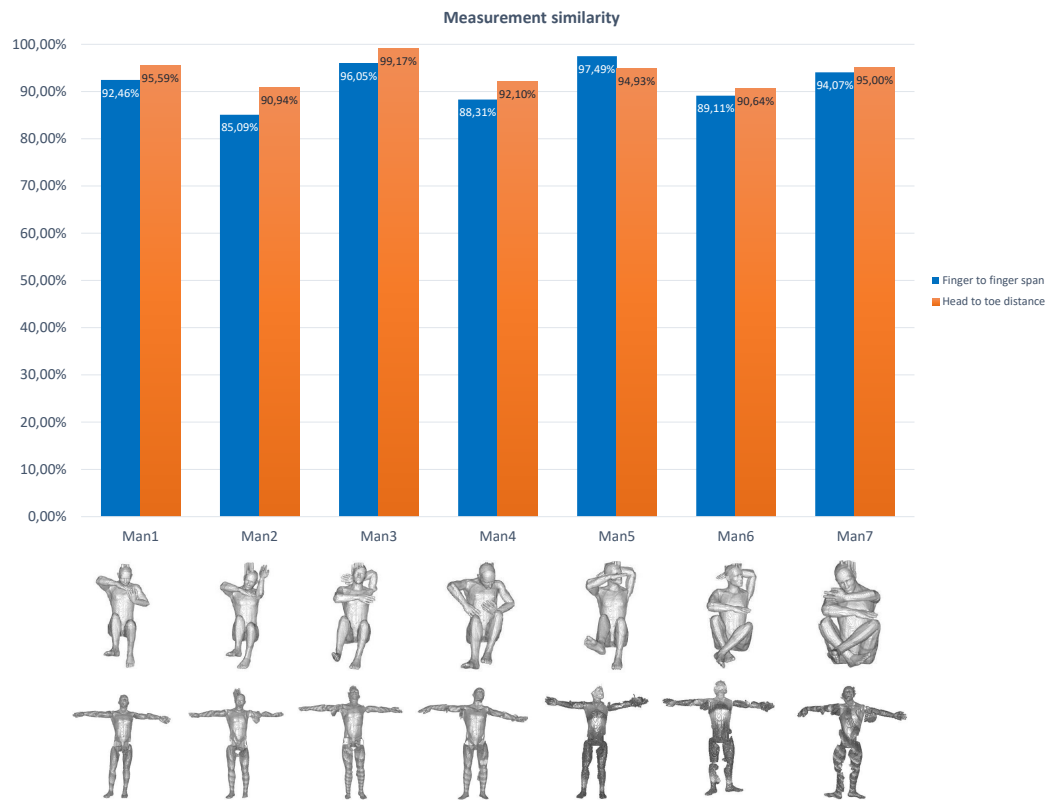 Measurement similarity
100,00%
90,00%
80,00%
70,00%
60,00%
50,00%
40,00%
30,00%
20,00%
10,00%
0,00%
92,46% 95,59% 85,09% 90,94% 96,05% 99,17% 88,31% 92,10% 97,49% 94,93% 89,11% 90,64% 94,07% 95,00%
Man1 Man2 Man3 Man4 Man5 Man6 Man7
Finger to finger span
Head to toe distance